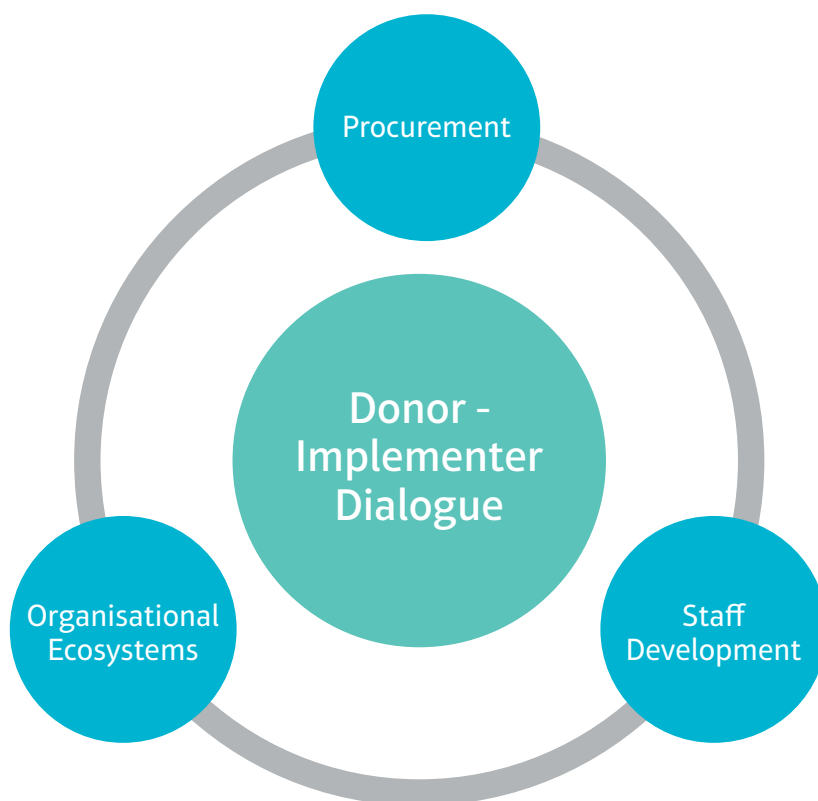 Procurement
Donor -
Implementer
Dialogue
Organisational
Ecosystems
Staff
Development